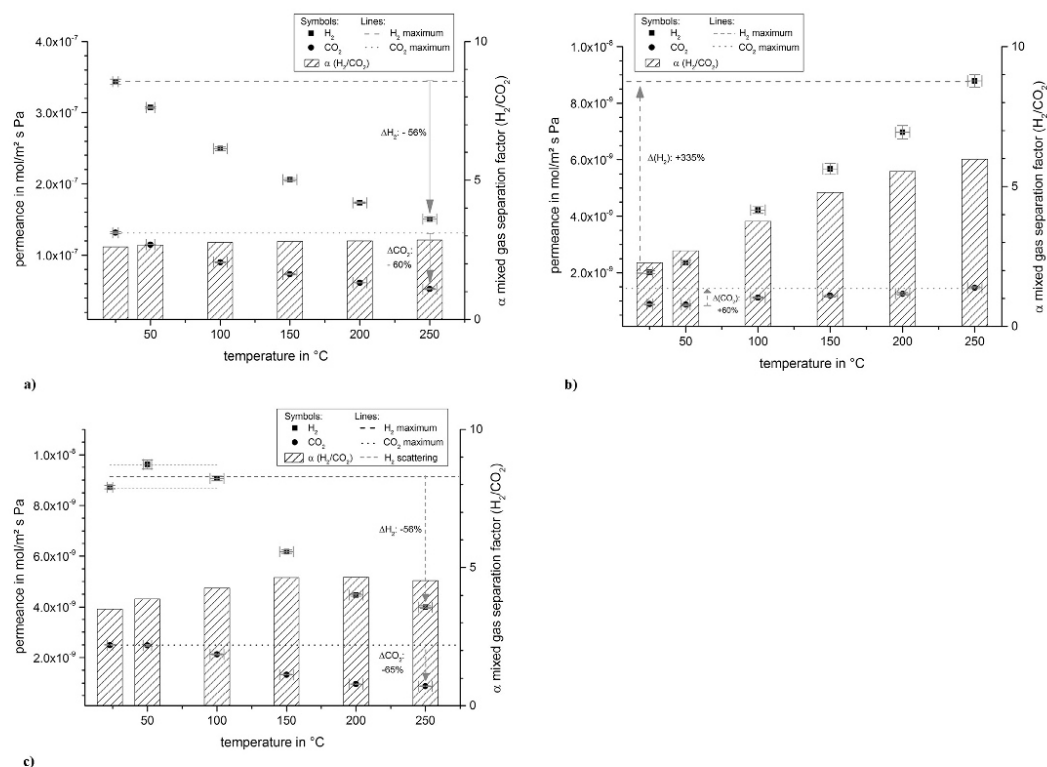 Symbols: Lines:
H₂ H₂ maximum
CO₂ CO₂ maximum
α (H₂/CO₂)
4.0x10⁻⁷
3.0x10⁻⁷
2.0x10⁻⁷
1.0x10⁻⁷
permeance in mol/m² s Pa
10
5
0
α mixed gas separation factor (H₂/CO₂)
ΔH₂: - 56%
ΔCO₂:
- 60%
50 100 150 200 250
temperature in °C
a)
Symbols: Lines:
H₂ H₂ maximum
CO₂ CO₂ maximum
α (H₂/CO₂)
1.0x10⁻⁸
8.0x10⁻⁹
6.0x10⁻⁹
4.0x10⁻⁹
2.0x10⁻⁹
permeance in mol/m² s Pa
10
5
0
α mixed gas separation factor (H₂/CO₂)
Δ(H₂): +335%
Δ(CO₂):
+60%
50 100 150 200 250
temperature in °C
b)
Symbols: Lines:
H₂ H₂ maximum
CO₂ CO₂ maximum
α (H₂/CO₂) H₂ scattering
1.0x10⁻⁸
8.0x10⁻⁹
6.0x10⁻⁹
4.0x10⁻⁹
2.0x10⁻⁹
permeance in mol/m² s Pa
10
5
0
α mixed gas separation factor (H₂/CO₂)
ΔH₂: -56%
ΔCO₂:
-65%
50 100 150 200 250
temperature in °C
c)